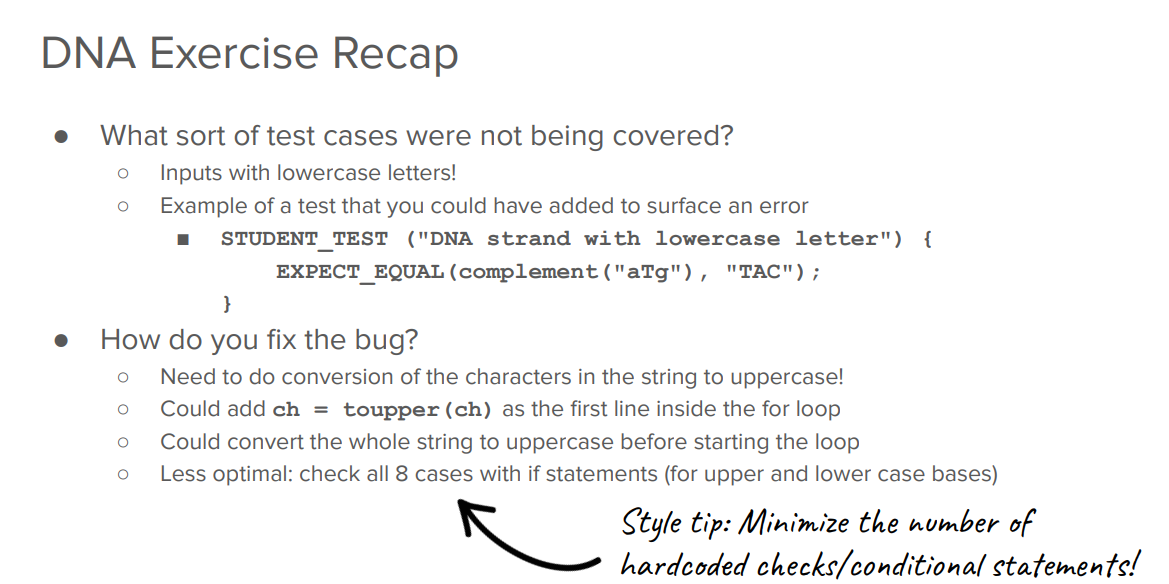 DNA Exercise Recap
● What sort of test cases were not being covered?
○ Inputs with lowercase letters!
○ Example of a test that you could have added to surface an error
■ STUDENT_TEST ("DNA strand with lowercase letter") {
EXPECT_EQUAL(complement("aTg"), "TAC");
}
● How do you fix the bug?
○ Need to do conversion of the characters in the string to uppercase!
○ Could add ch = toupper(ch) as the first line inside the for loop
○ Could convert the whole string to uppercase before starting the loop
○ Less optimal: check all 8 cases with if statements (for upper and lower case bases)
Style tip: Minimize the number of
hardcoded checks/conditional statements!